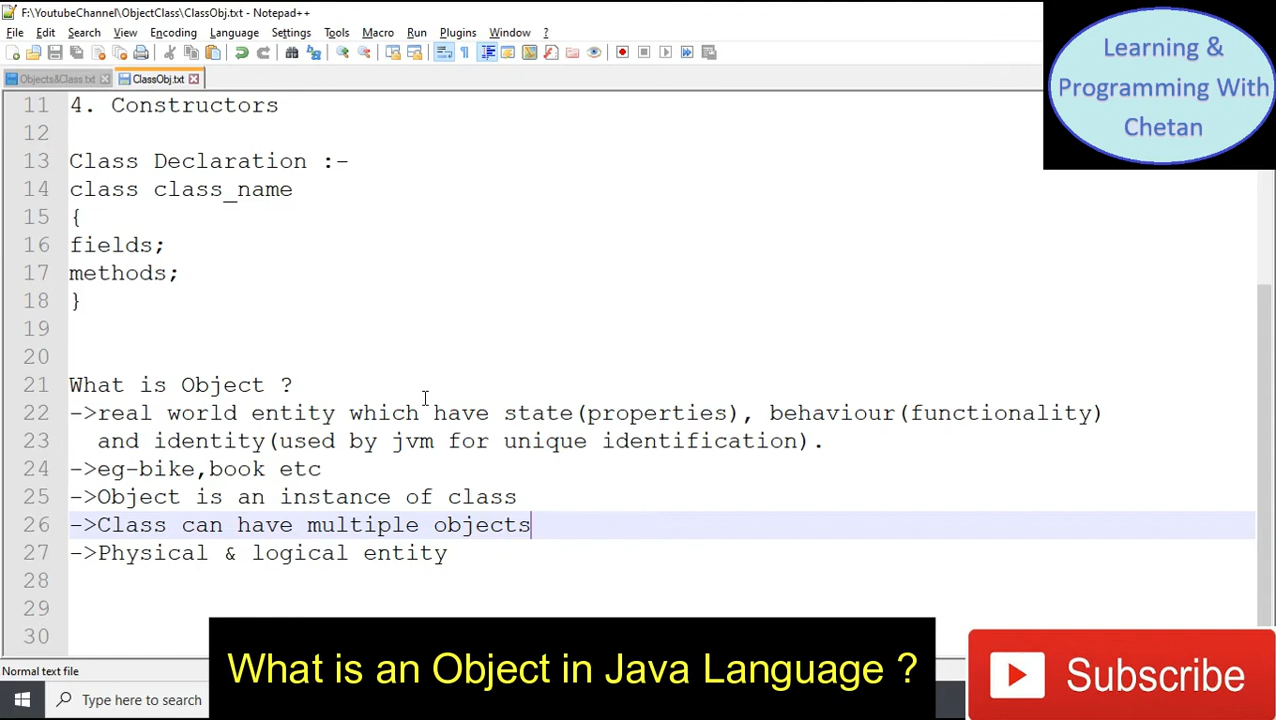 F:\YoutubeChannel\ObjectClass\ClassObj.txt - Notepad++
File Edit Search View Encoding Language Settings Tools Macro Run Plugins Window ?
Objects&Class.txt ClassObj.txt
Learning &
Programming With
Chetan
11 4. Constructors
12
13 Class Declaration :-
14 class class_name
15 {
16 fields;
17 methods;
18 }
19
20
21 What is Object ?
22 ->real world entity which have state(properties), behaviour(functionality)
23 and identity(used by jvm for unique identification).
24 ->eg-bike,book etc
25 ->Object is an instance of class
26 ->Class can have multiple objects
27 ->Physical & logical entity
28
29
30
What is an Object in Java Language ?
Subscribe
Normal text file
Type here to search